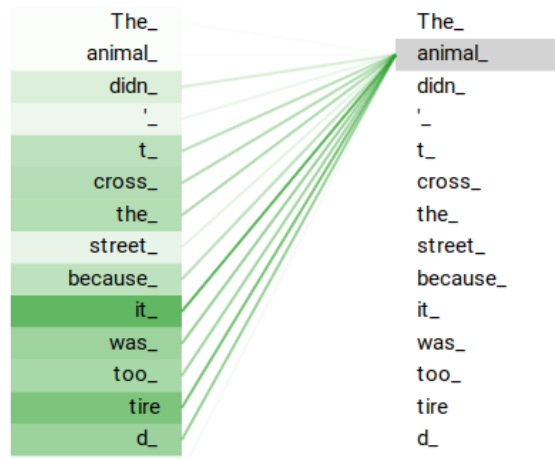 The_ The_
animal_ animal_
didn_ didn_
'_ '_
t_ t_
cross_ cross_
the_ the_
street_ street_
because_ because_
it_ it_
was_ was_
too_ too_
tire tire
d_ d_